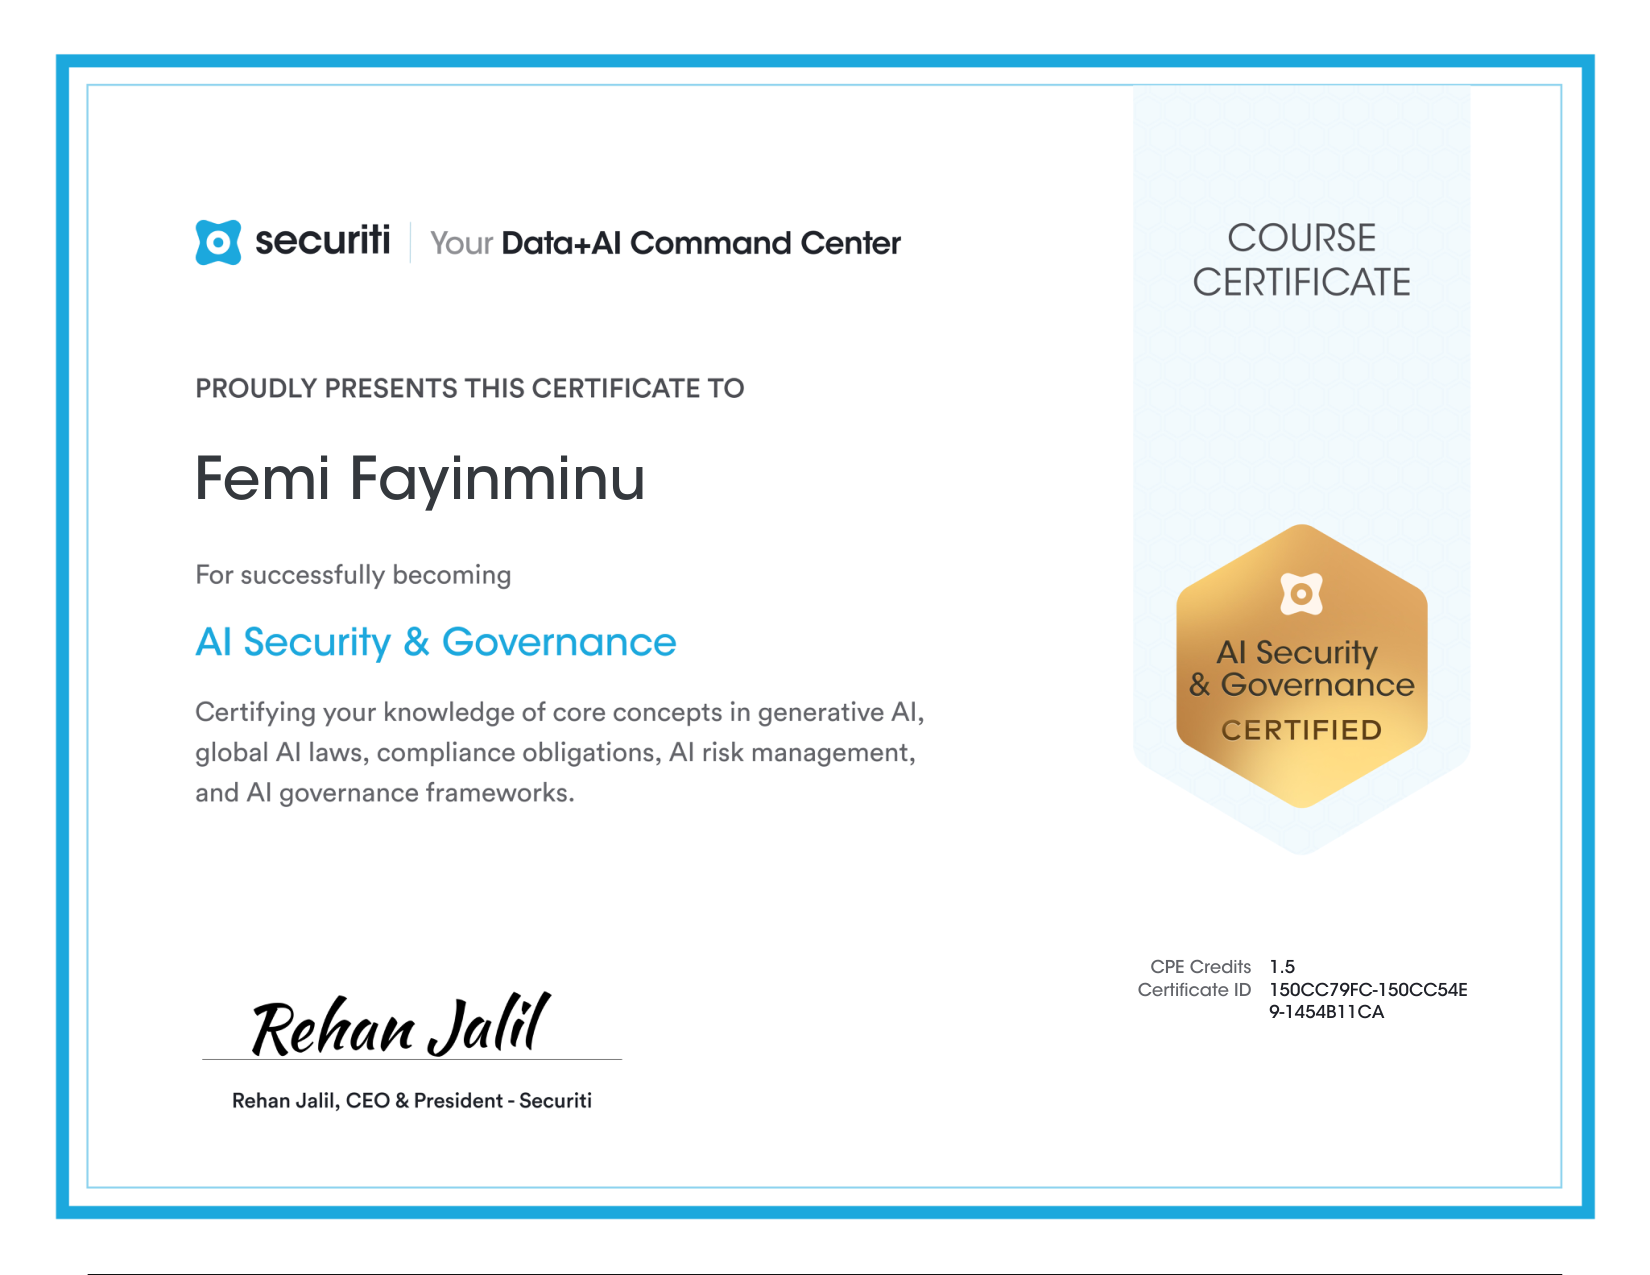 securiti
Your Data+AI Command Center
COURSE
CERTIFICATE
PROUDLY PRESENTS THIS CERTIFICATE TO
Femi Fayinminu
For successfully becoming
AI Security & Governance
Certifying your knowledge of core concepts in generative AI,
global AI laws, compliance obligations, AI risk management,
and AI governance frameworks.
AI Security
& Governance
CERTIFIED
CPE Credits 1.5
Certificate ID 150CC79FC-150CC54E
9-1454B11CA
Rehan Jalil
Rehan Jalil, CEO & President - Securiti